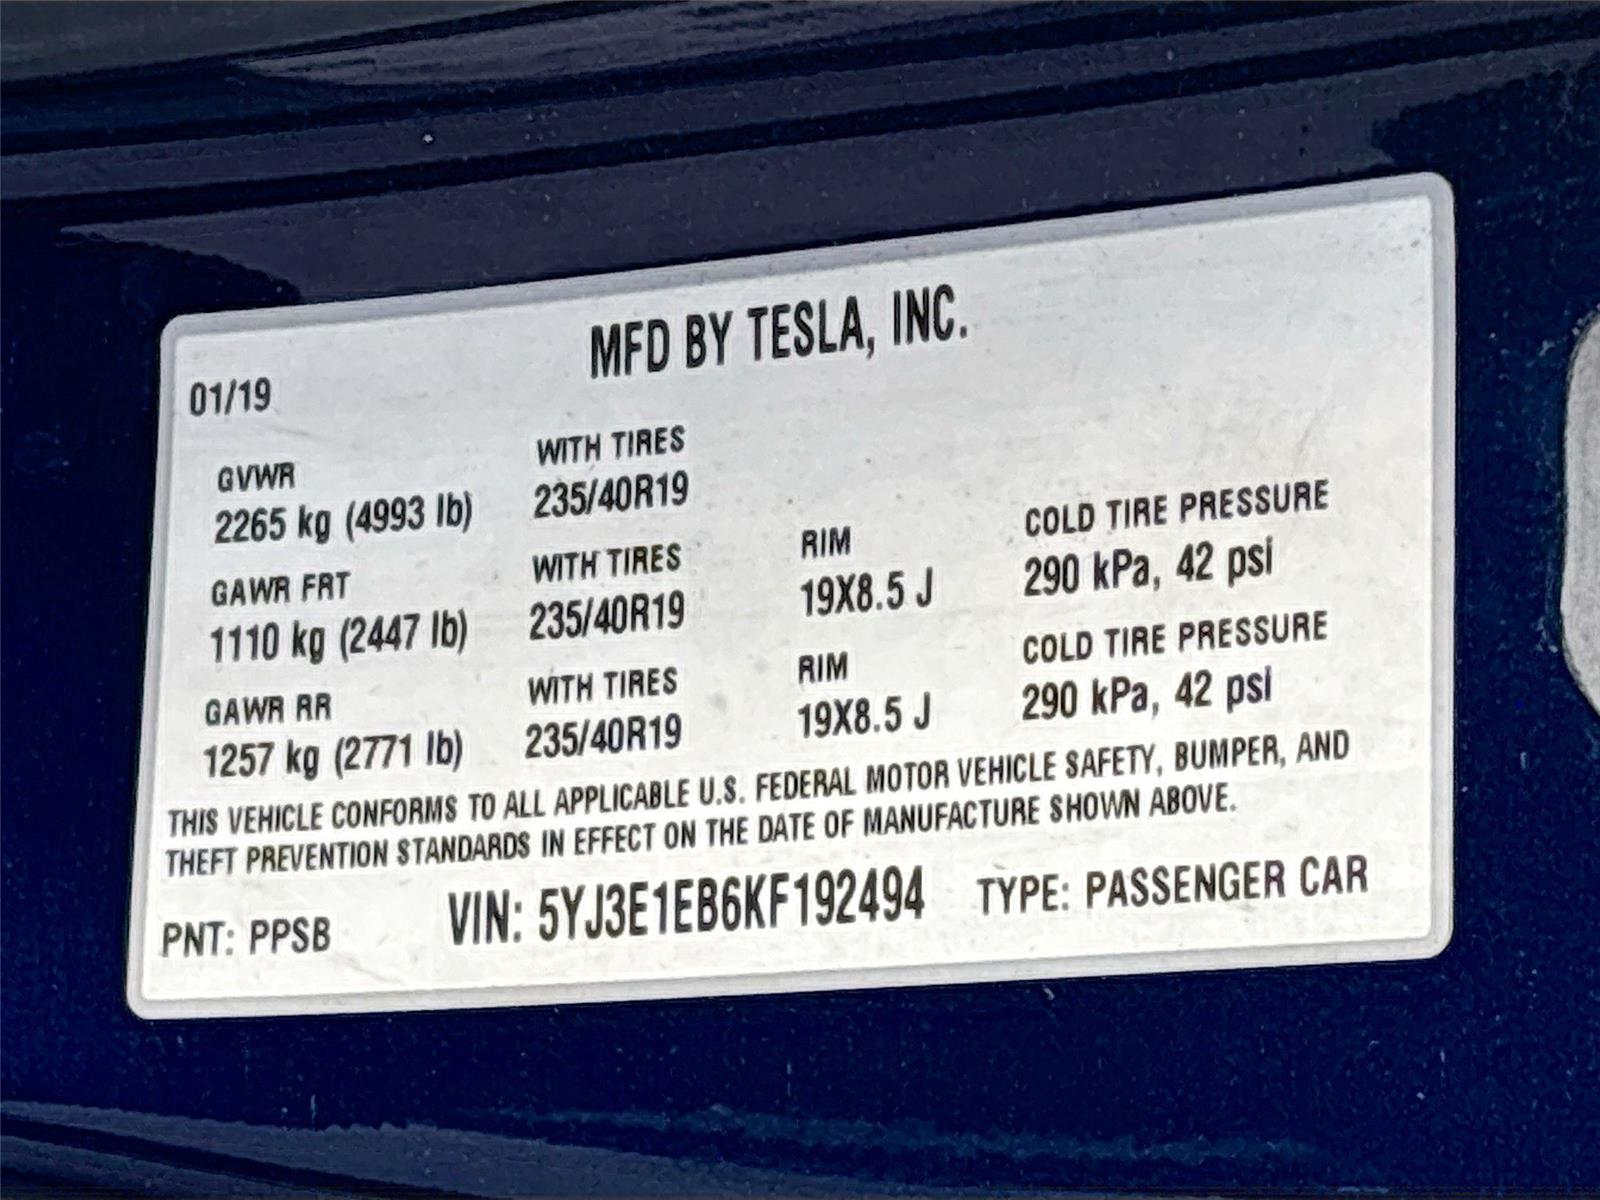 MFD BY TESLA, INC.
01/19
GVWR WITH TIRES
2265 kg (4993 lb) 235/40R19
GAWR FRT WITH TIRES RIM COLD TIRE PRESSURE
1110 kg (2447 lb) 235/40R19 19X8.5 J 290 kPa, 42 psi
GAWR RR WITH TIRES RIM COLD TIRE PRESSURE
1257 kg (2771 lb) 235/40R19 19X8.5 J 290 kPa, 42 psi
THIS VEHICLE CONFORMS TO ALL APPLICABLE U.S. FEDERAL MOTOR VEHICLE SAFETY, BUMPER, AND
THEFT PREVENTION STANDARDS IN EFFECT ON THE DATE OF MANUFACTURE SHOWN ABOVE.
PNT: PPSB VIN: 5YJ3E1EB6KF192494 TYPE: PASSENGER CAR